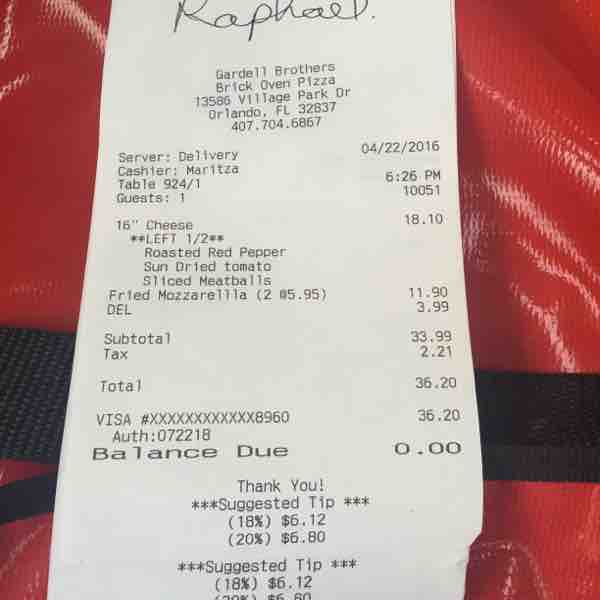 Raphael.
Gardell Brothers
Brick Oven Pizza
13586 Village Park Dr
Orlando, FL 32837
407.704.6867
Server: Delivery 04/22/2016
Cashier: Maritza
Table 924/1 6:26 PM
Guests: 1 10051
16" Cheese 18.10
**LEFT 1/2**
Roasted Red Pepper
Sun Dried tomato
Sliced Meatballs
Fried Mozzarellla (2 @5.95) 11.90
DEL 3.99
Subtotal 33.99
Tax 2.21
Total 36.20
VISA #XXXXXXXXXXXX8960 36.20
Auth:072218
Balance Due 0.00
Thank You!
***Suggested Tip ***
(18%) $6.12
(20%) $6.80
***Suggested Tip ***
(18%) $6.12
(20%) $6.80